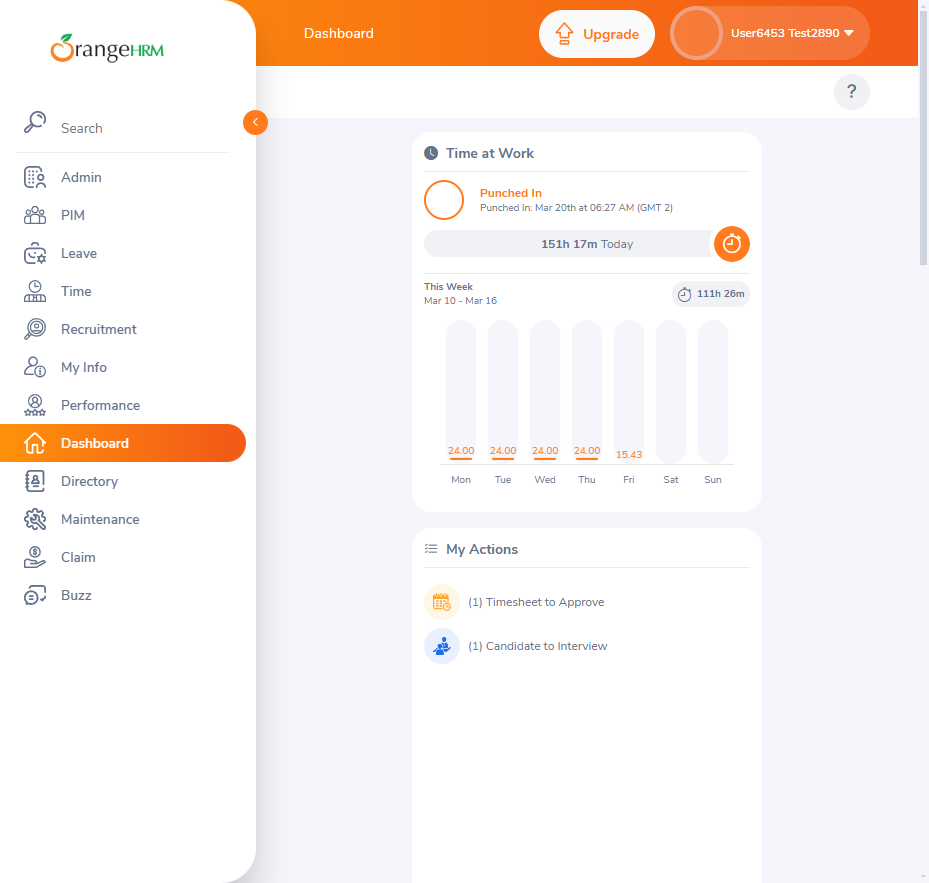 OrangeHRM
Search
Admin
PIM
Leave
Time
Recruitment
My Info
Performance
Dashboard
Directory
Maintenance
Claim
Buzz
Dashboard
Upgrade
User6453 Test2890
?
Time at Work
Punched In
Punched In: Mar 20th at 06:27 AM (GMT 2)
151h 17m Today
This Week
Mar 10 - Mar 16
111h 26m
24.00 24.00 24.00 24.00 15.43
Mon Tue Wed Thu Fri Sat Sun
My Actions
(1) Timesheet to Approve
(1) Candidate to Interview